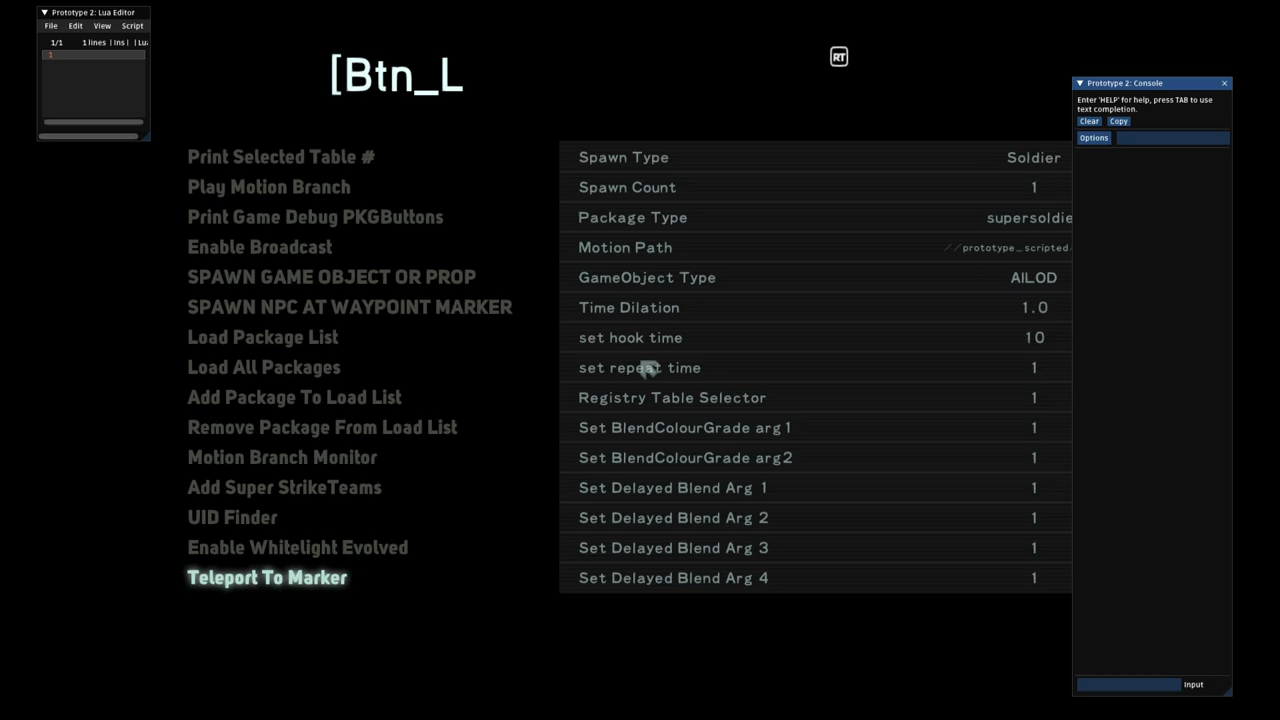 Prototype 2: Lua Editor
File Edit View Script
1/1 1 lines | Ins | | Lu
1
[Btn_L
RT
Prototype 2: Console
Enter 'HELP' for help, press TAB to use
text completion.
Clear Copy
Options
Print Selected Table #
Play Motion Branch
Print Game Debug PKGButtons
Enable Broadcast
SPAWN GAME OBJECT OR PROP
SPAWN NPC AT WAYPOINT MARKER
Load Package List
Load All Packages
Add Package To Load List
Remove Package From Load List
Motion Branch Monitor
Add Super StrikeTeams
UID Finder
Enable Whitelight Evolved
Teleport To Marker
Spawn Type Soldier
Spawn Count 1
Package Type supersoldie
Motion Path //prototype_scripted
GameObject Type AILOD
Time Dilation 1.0
set hook time 10
set repeat time 1
Registry Table Selector 1
Set BlendColourGrade arg1 1
Set BlendColourGrade arg2 1
Set Delayed Blend Arg 1 1
Set Delayed Blend Arg 2 1
Set Delayed Blend Arg 3 1
Set Delayed Blend Arg 4 1
Input